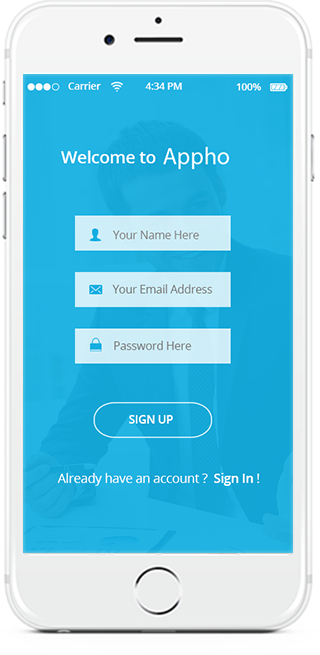 Carrier 4:34 PM 100%
Welcome to Appho
Your Name Here
Your Email Address
Password Here
SIGN UP
Already have an account ? Sign In !